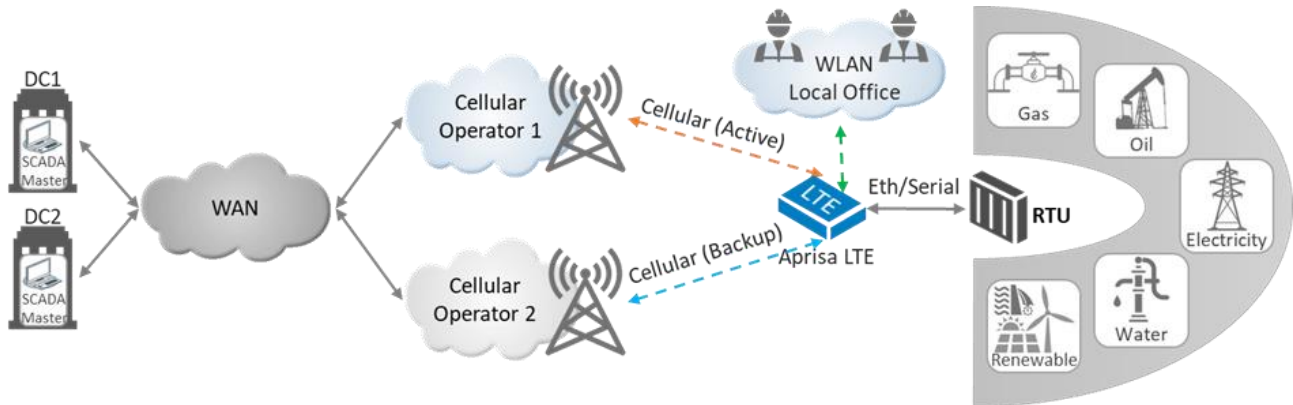 DC1
SCADA
Master
DC2
SCADA
Master
WAN
Cellular
Operator 1
Cellular
Operator 2
Cellular (Active)
Cellular (Backup)
WLAN
Local Office
LTE
Aprisa LTE
Eth/Serial
RTU
Gas
Oil
Electricity
Water
Renewable